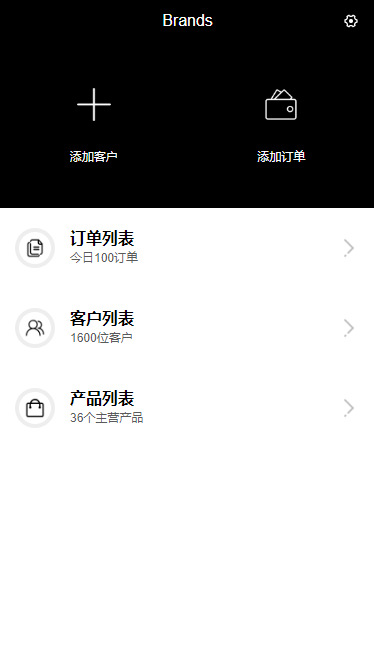 Brands
添加客户
添加订单
订单列表
今日100订单
客户列表
1600位客户
产品列表
36个主营产品